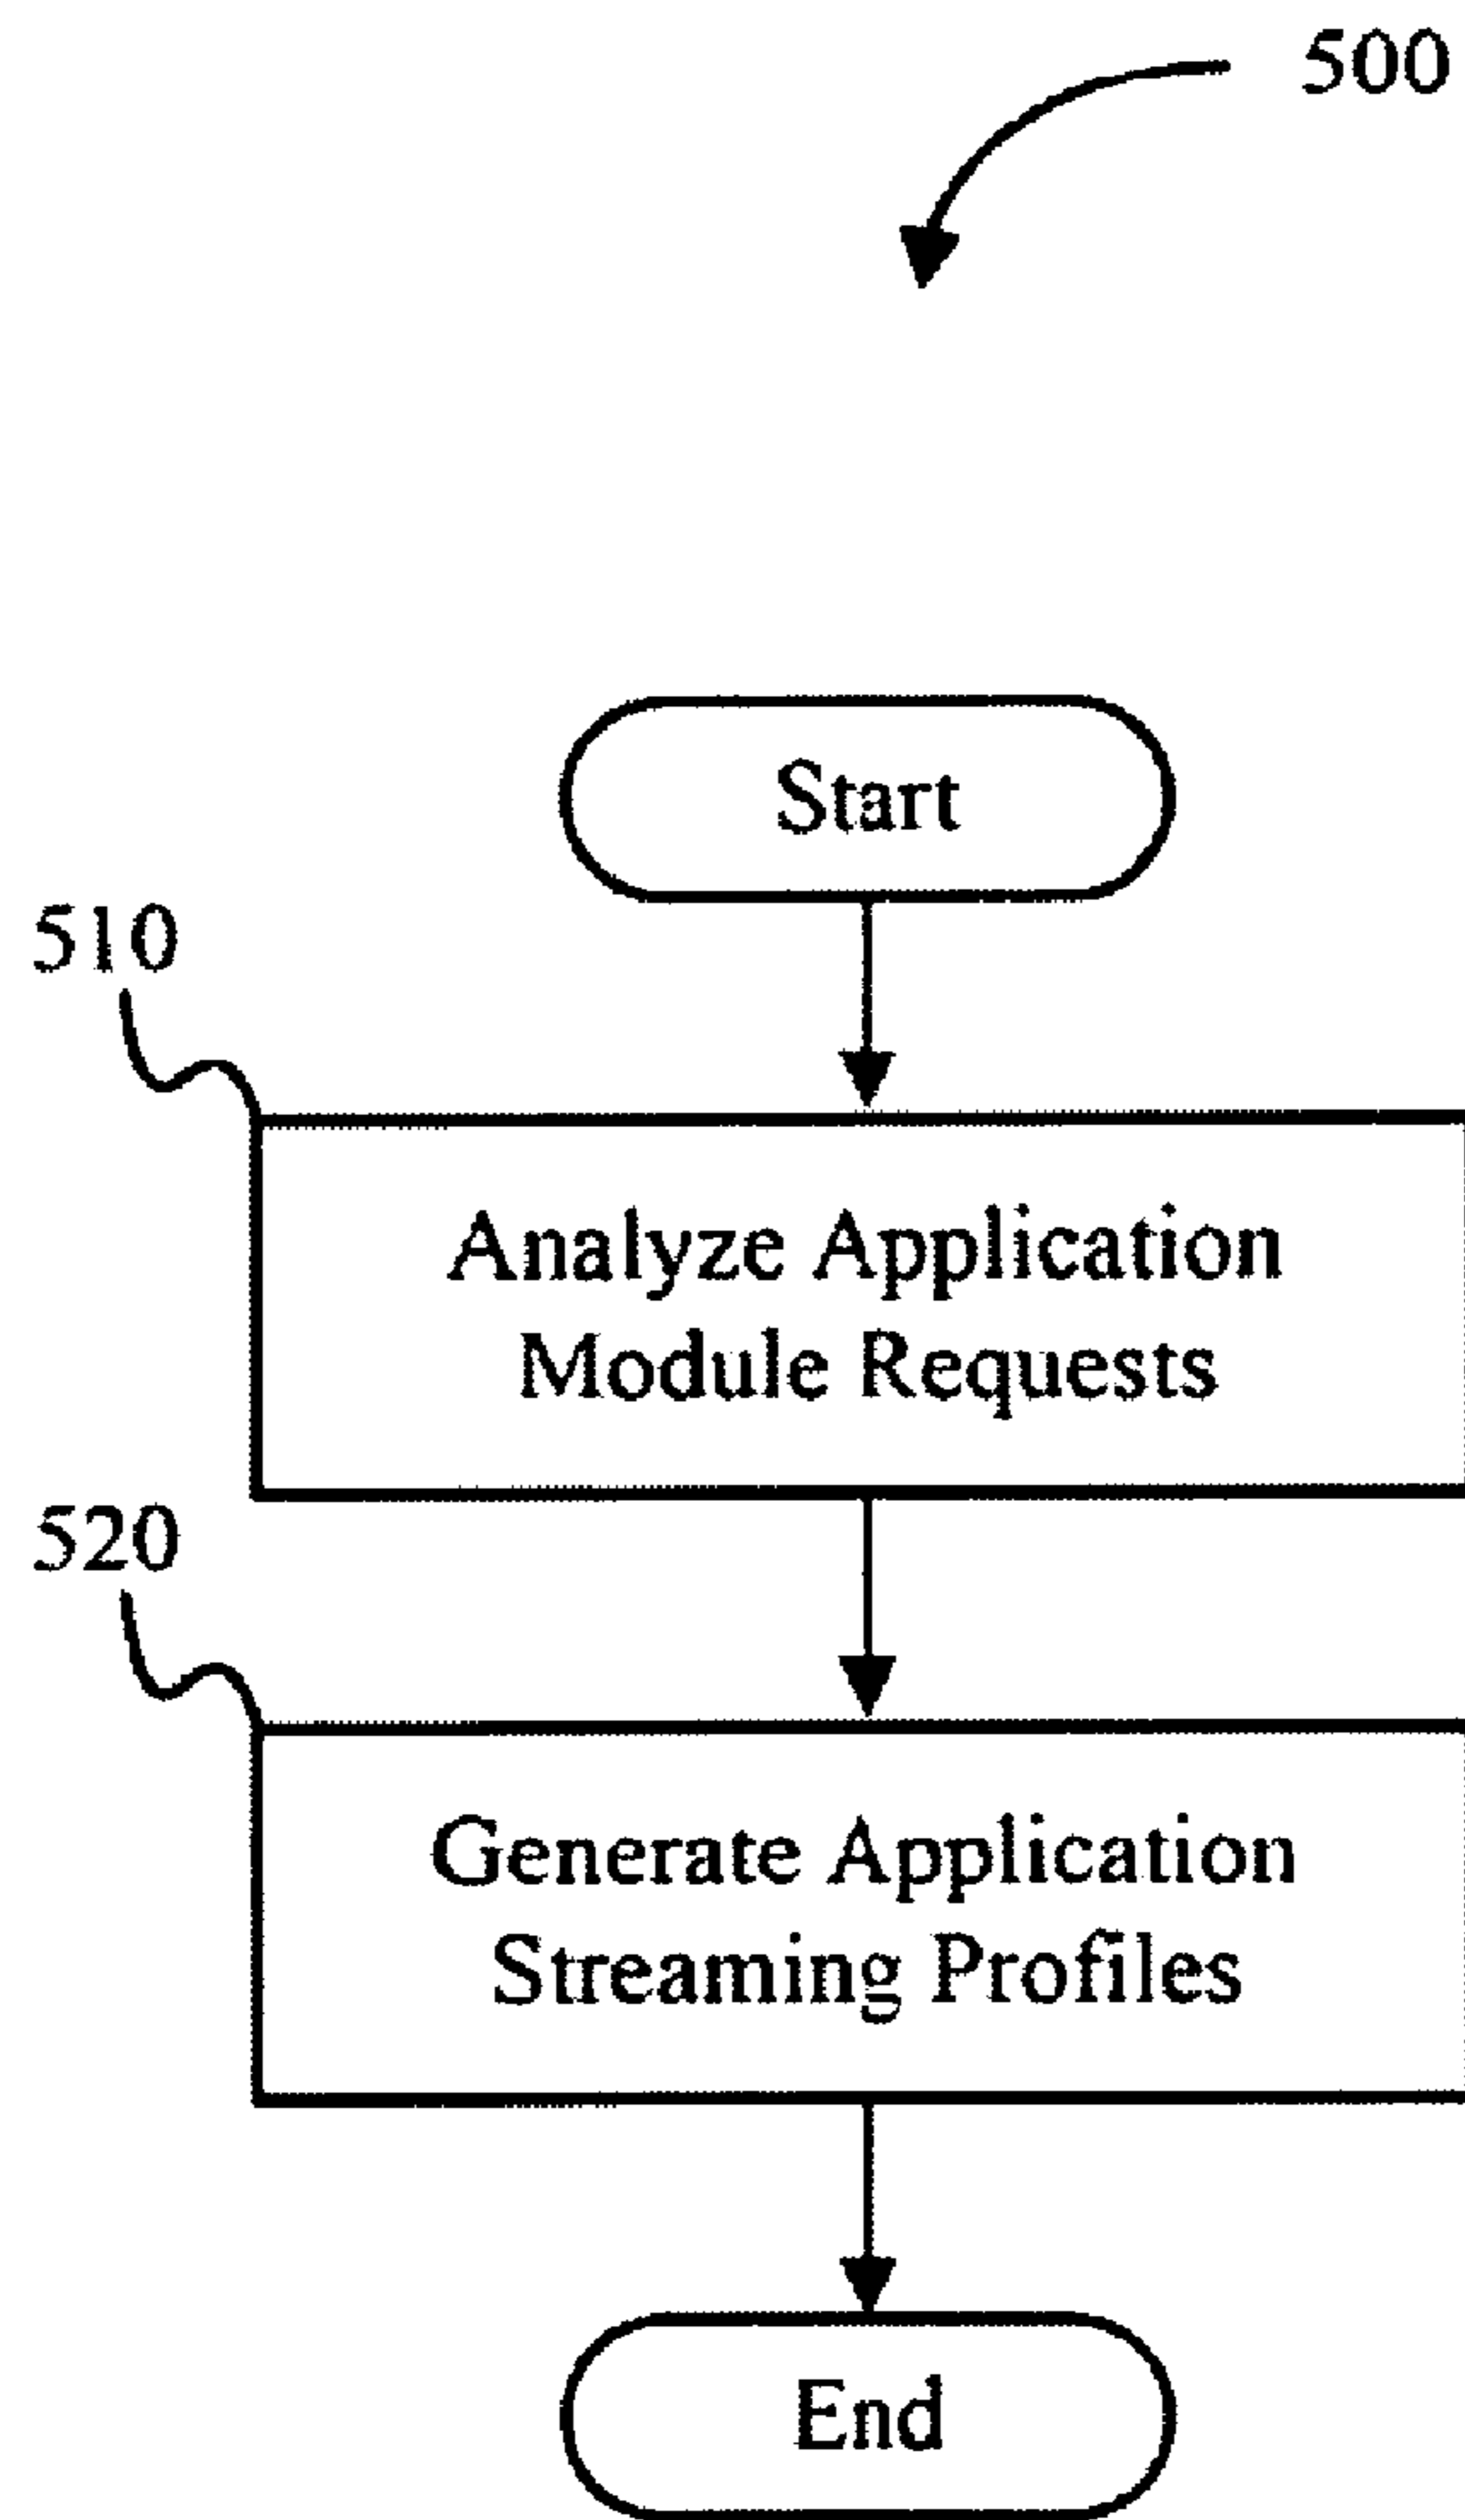 500
Start
510
Analyze Application
Module Requests
520
Generate Application
Streaming Profiles
End